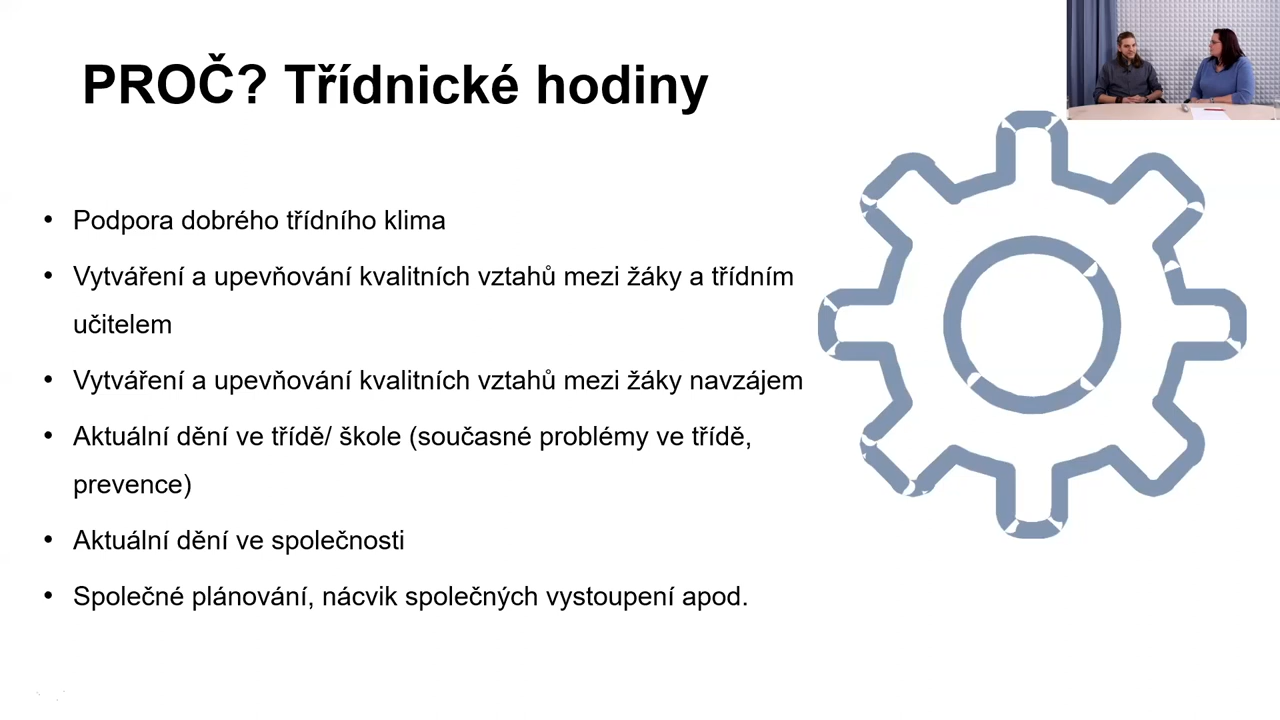 PROČ? Třídnické hodiny
• Podpora dobrého třídního klima
• Vytváření a upevňování kvalitních vztahů mezi žáky a třídním
učitelem
• Vytváření a upevňování kvalitních vztahů mezi žáky navzájem
• Aktuální dění ve třídě/ škole (současné problémy ve třídě,
prevence)
• Aktuální dění ve společnosti
• Společné plánování, nácvik společných vystoupení apod.